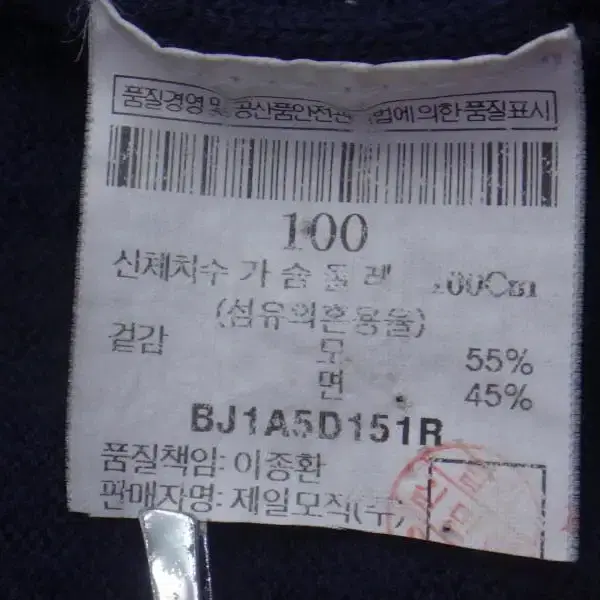 품질경영 및 공산품안전관 법에 의한 품질표시
100
신체치수 가슴둘레 100Cm
(섬유의혼용율)
겉감 모 55%
면 45%
BJ1A5D151R
품질책임: 이종환
판매자명: 제일모직(주)